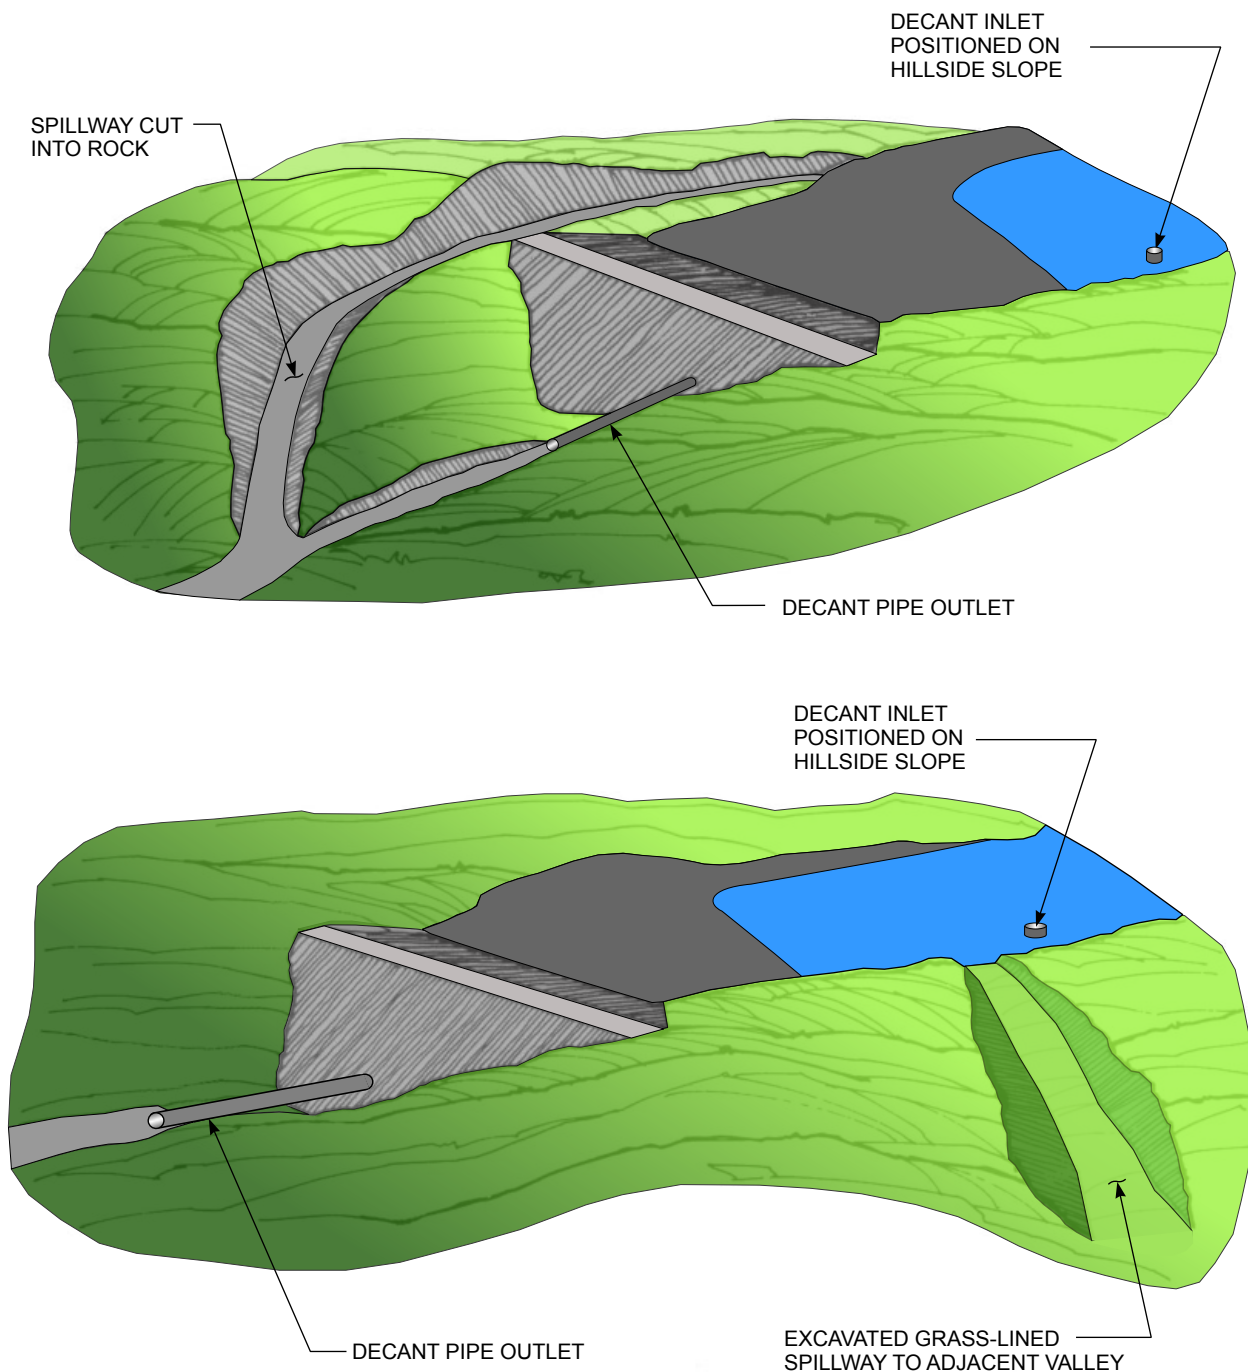 DECANT INLET
POSITIONED ON
HILLSIDE SLOPE
SPILLWAY CUT
INTO ROCK
DECANT PIPE OUTLET
DECANT INLET
POSITIONED ON
HILLSIDE SLOPE
DECANT PIPE OUTLET
EXCAVATED GRASS-LINED
SPILLWAY TO ADJACENT VALLEY